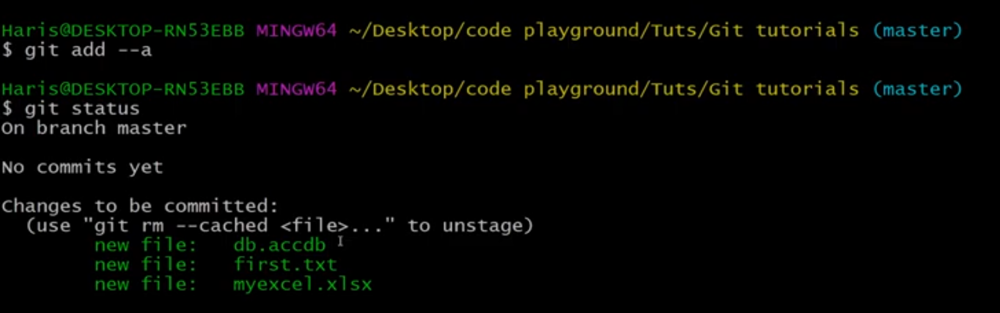 Haris@DESKTOP-RN53EBB MINGW64 ~/Desktop/code playground/Tuts/Git tutorials (master)
$ git add --a
Haris@DESKTOP-RN53EBB MINGW64 ~/Desktop/code playground/Tuts/Git tutorials (master)
$ git status
On branch master
No commits yet
Changes to be committed:
(use "git rm --cached <file>..." to unstage)
new file: db.accdb
new file: first.txt
new file: myexcel.xlsx